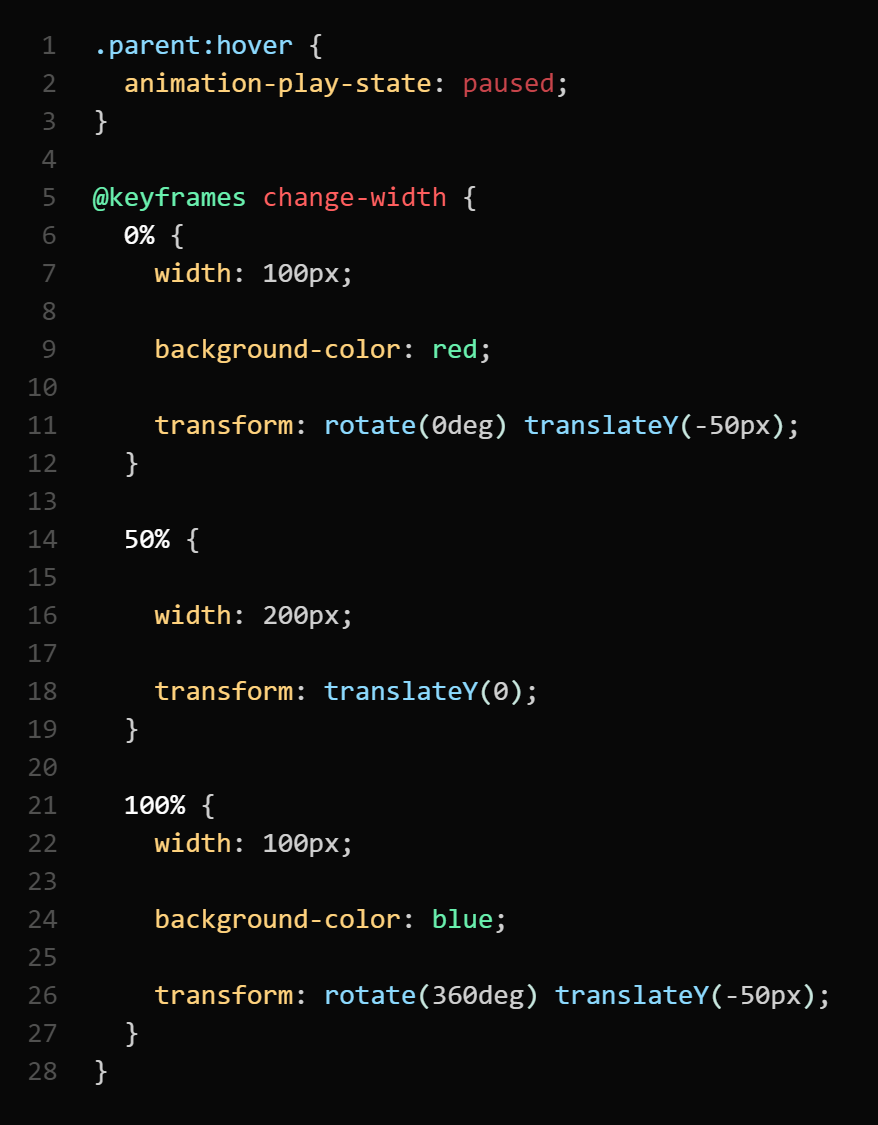 1 .parent:hover {
2 animation-play-state: paused;
3 }
4
5 @keyframes change-width {
6 0% {
7 width: 100px;
8
9 background-color: red;
10
11 transform: rotate(0deg) translateY(-50px);
12 }
13
14 50% {
15
16 width: 200px;
17
18 transform: translateY(0);
19 }
20
21 100% {
22 width: 100px;
23
24 background-color: blue;
25
26 transform: rotate(360deg) translateY(-50px);
27 }
28 }